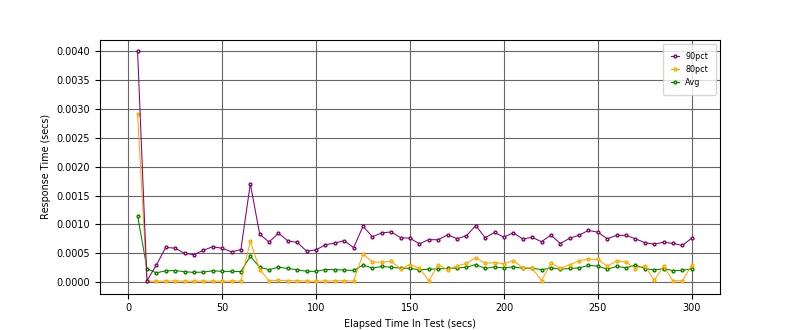 0.0040
0.0035
0.0030
0.0025
0.0020
0.0015
0.0010
0.0005
0.0000
Response Time (secs)
90pct
80pct
Avg
0 50 100 150 200 250 300
Elapsed Time In Test (secs)